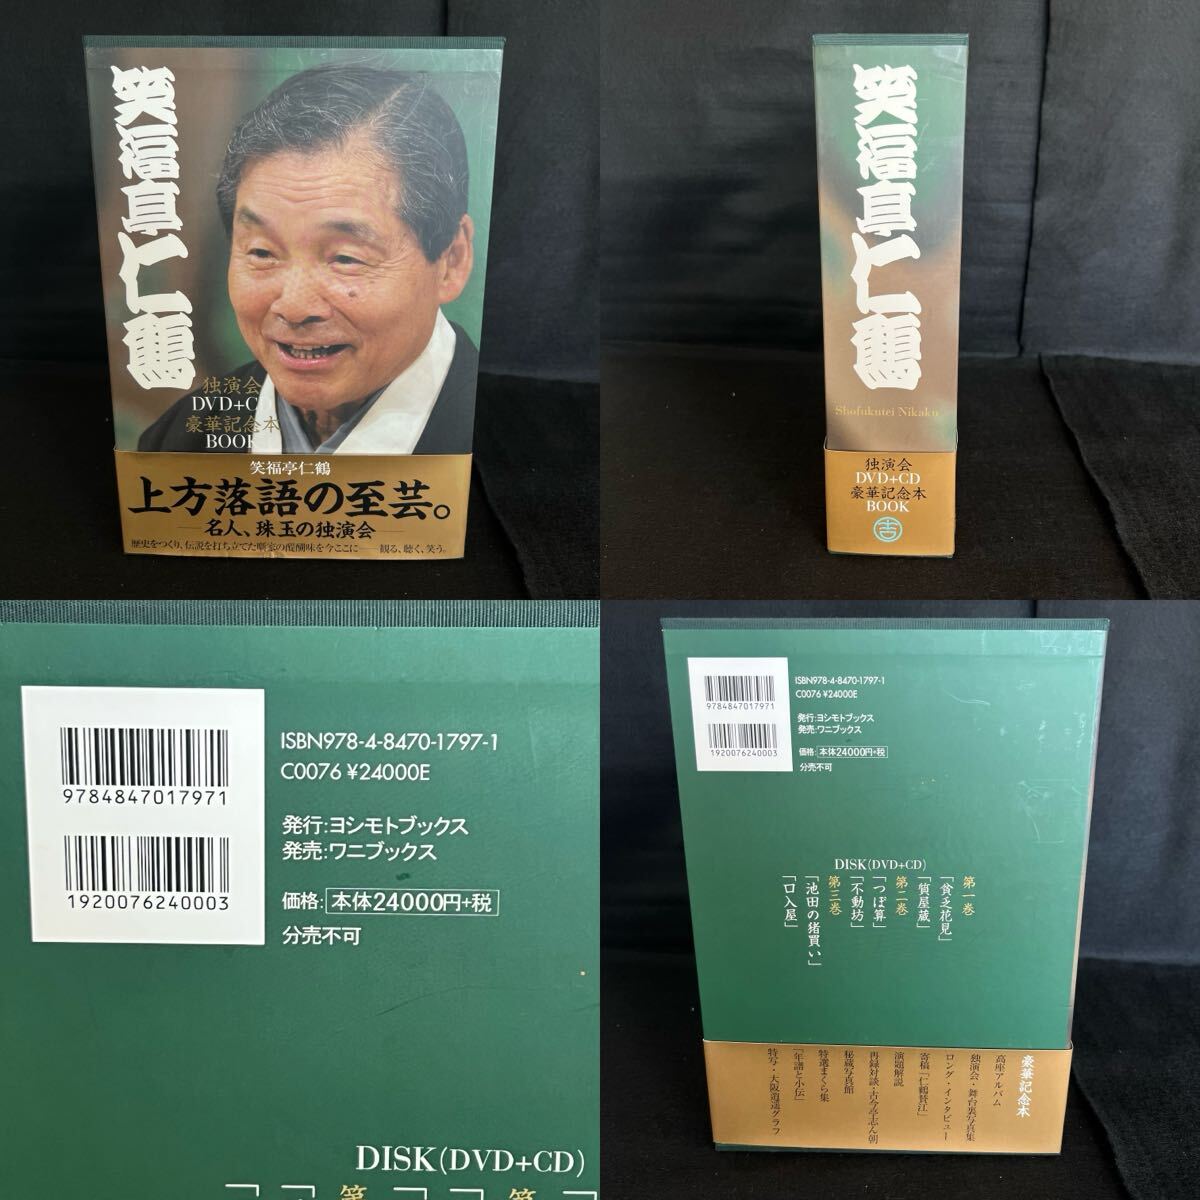 笑福亭仁鶴
独演会
DVD+CD
豪華記念本
BOOK
笑福亭仁鶴
上方落語の至芸。
名人、珠玉の独演会
歴史をつくり、伝説を打ち立てた噺家の醍醐味を今ここに――観る、聴く、笑う。
笑福亭仁鶴
Shofukutei Nikaku
独演会
DVD+CD
豪華記念本
BOOK
吉
ISBN978-4-8470-1797-1
C0076 ¥24000E
9784847017971
発行:ヨシモトブックス
発売:ワニブックス
1920076240003
価格:本体24000円+税
分売不可
DISK(DVD+CD)
第
第
ISBN978-4-8470-1797-1
C0076 ¥24000E
9784847017971
発行:ヨシモトブックス
発売:ワニブックス
1920076240003
価格:本体24000円+税
分売不可
DISK(DVD+CD)
第一巻
「貧乏花見」
「質屋蔵」
第二巻
「つぼ算」
「不動坊」
第三巻
「池田の猪買い」
「口入屋」
豪華記念本
高座アルバム
独演会・舞台裏写真集
ロング・インタビュー
寄稿「仁鶴賛江」
演題解説
再録対談・古今亭志ん朝
秘蔵写真館
特選まくら集
「年譜と小伝」
特写・大阪逍遥グラフ